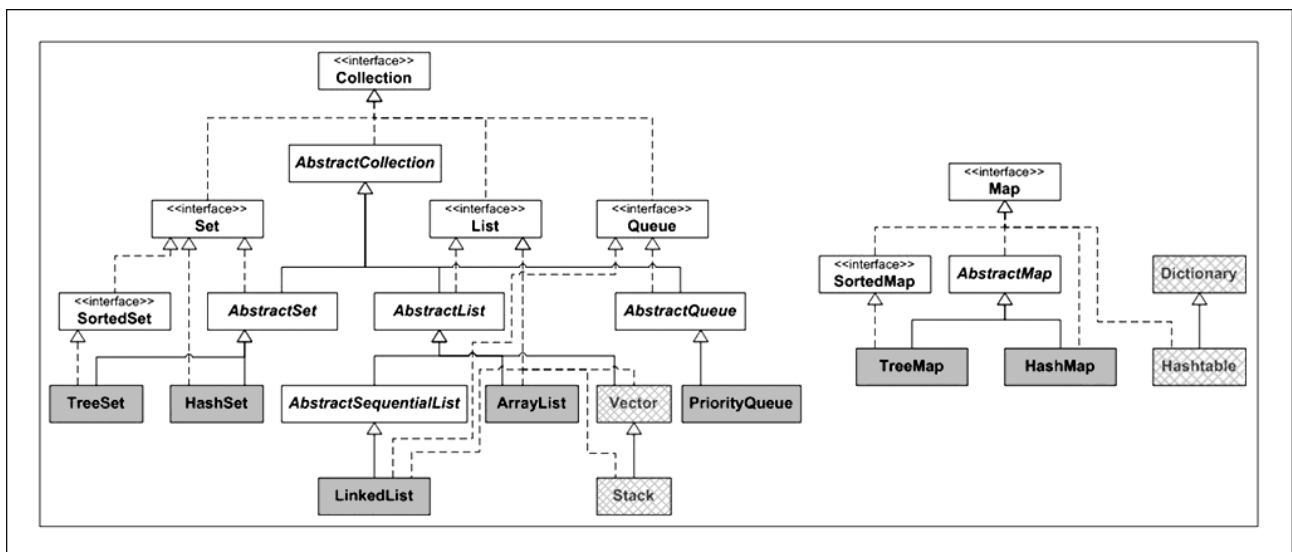 <<interface>>
Collection
AbstractCollection
<<interface>>
Set
<<interface>>
List
<<interface>>
Queue
<<interface>>
SortedSet
AbstractSet
AbstractList
AbstractQueue
TreeSet
HashSet
AbstractSequentialList
ArrayList
Vector
PriorityQueue
LinkedList
Stack
<<interface>>
Map
<<interface>>
SortedMap
AbstractMap
Dictionary
TreeMap
HashMap
Hashtable